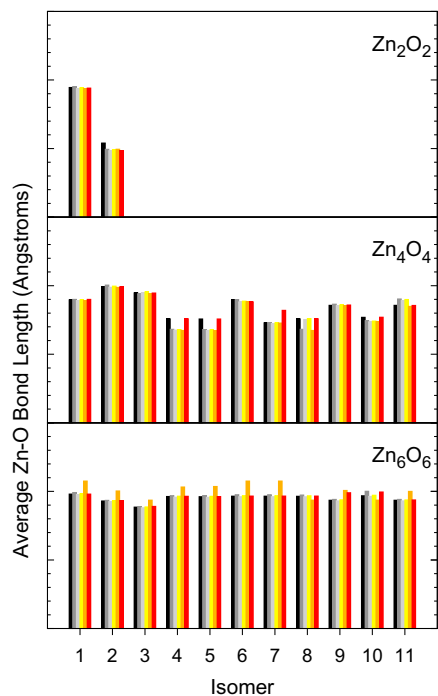 Zn₂O₂
Zn₄O₄
Zn₆O₆
Average Zn-O Bond Length (Angstroms)
1 2 3 4 5 6 7 8 9 10 11
Isomer